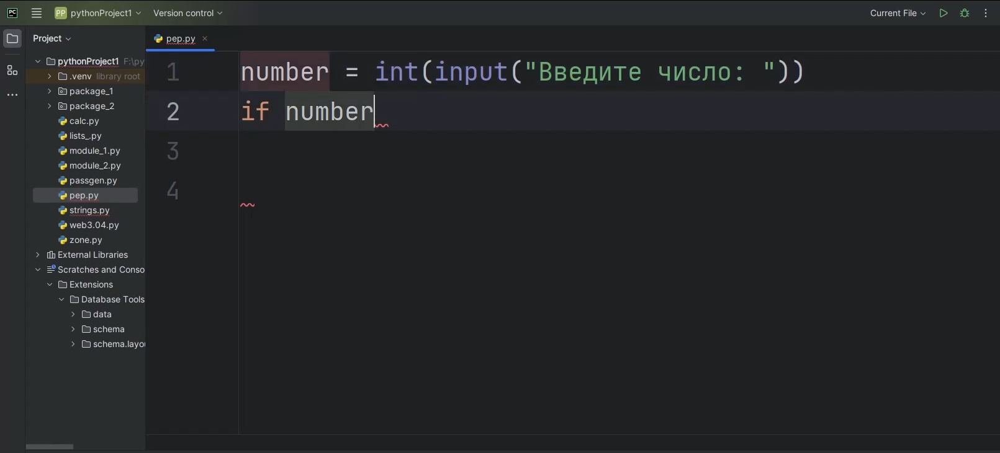 PC
PP pythonProject1
Version control
Current File
Project
pep.py
pythonProject1 F:\py
.venv library root
package_1
package_2
calc.py
lists_.py
module_1.py
module_2.py
passgen.py
pep.py
strings.py
web3.04.py
zone.py
External Libraries
Scratches and Conso
Extensions
Database Tools
data
schema
schema.layou
1 number = int(input("Введите число: "))
2 if number
3
4